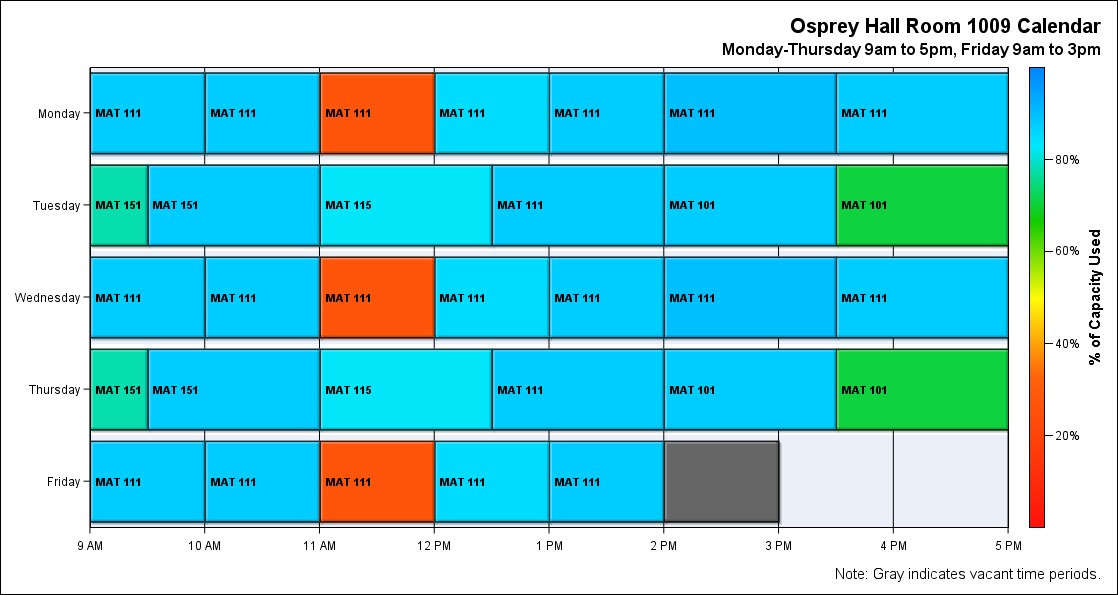 Osprey Hall Room 1009 Calendar
Monday-Thursday 9am to 5pm, Friday 9am to 3pm
Monday MAT 111 MAT 111 MAT 111 MAT 111 MAT 111 MAT 111 MAT 111
80%
Tuesday MAT 151 MAT 151 MAT 115 MAT 111 MAT 101 MAT 101
60%
% of Capacity Used
Wednesday MAT 111 MAT 111 MAT 111 MAT 111 MAT 111 MAT 111 MAT 111
40%
Thursday MAT 151 MAT 151 MAT 115 MAT 111 MAT 101 MAT 101
20%
Friday MAT 111 MAT 111 MAT 111 MAT 111 MAT 111
9 AM 10 AM 11 AM 12 PM 1 PM 2 PM 3 PM 4 PM 5 PM
Note: Gray indicates vacant time periods.